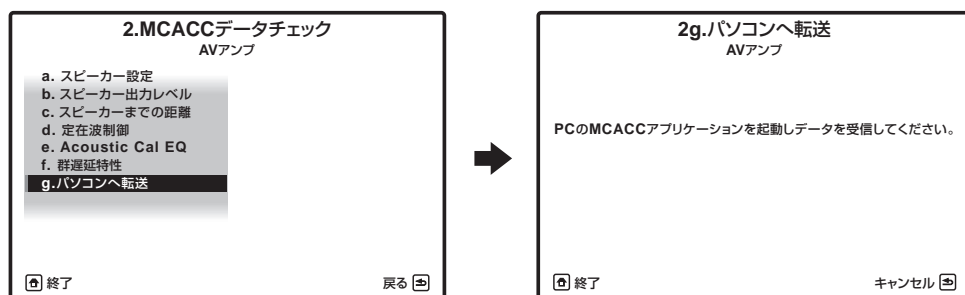 2.MCACCデータチェック
AVアンプ
a. スピーカー設定
b. スピーカー出力レベル
c. スピーカーまでの距離
d. 定在波制御
e. Acoustic Cal EQ
f. 群遅延特性
g.パソコンへ転送
終了
戻る
2g.パソコンへ転送
AVアンプ
PCのMCACCアプリケーションを起動しデータを受信してください。
終了
キャンセル